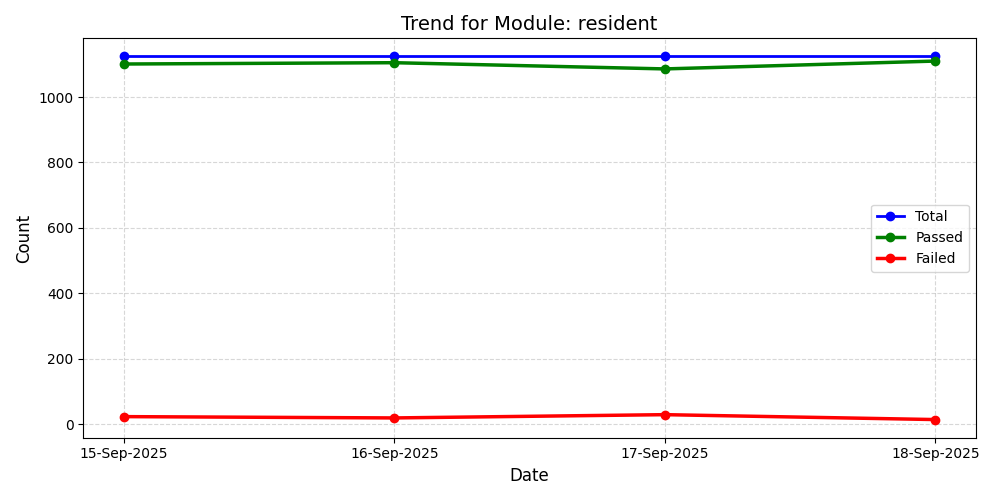 Trend for Module: resident
Count
1000
800
600
400
200
0
Total
Passed
Failed
15-Sep-2025
16-Sep-2025
17-Sep-2025
18-Sep-2025
Date